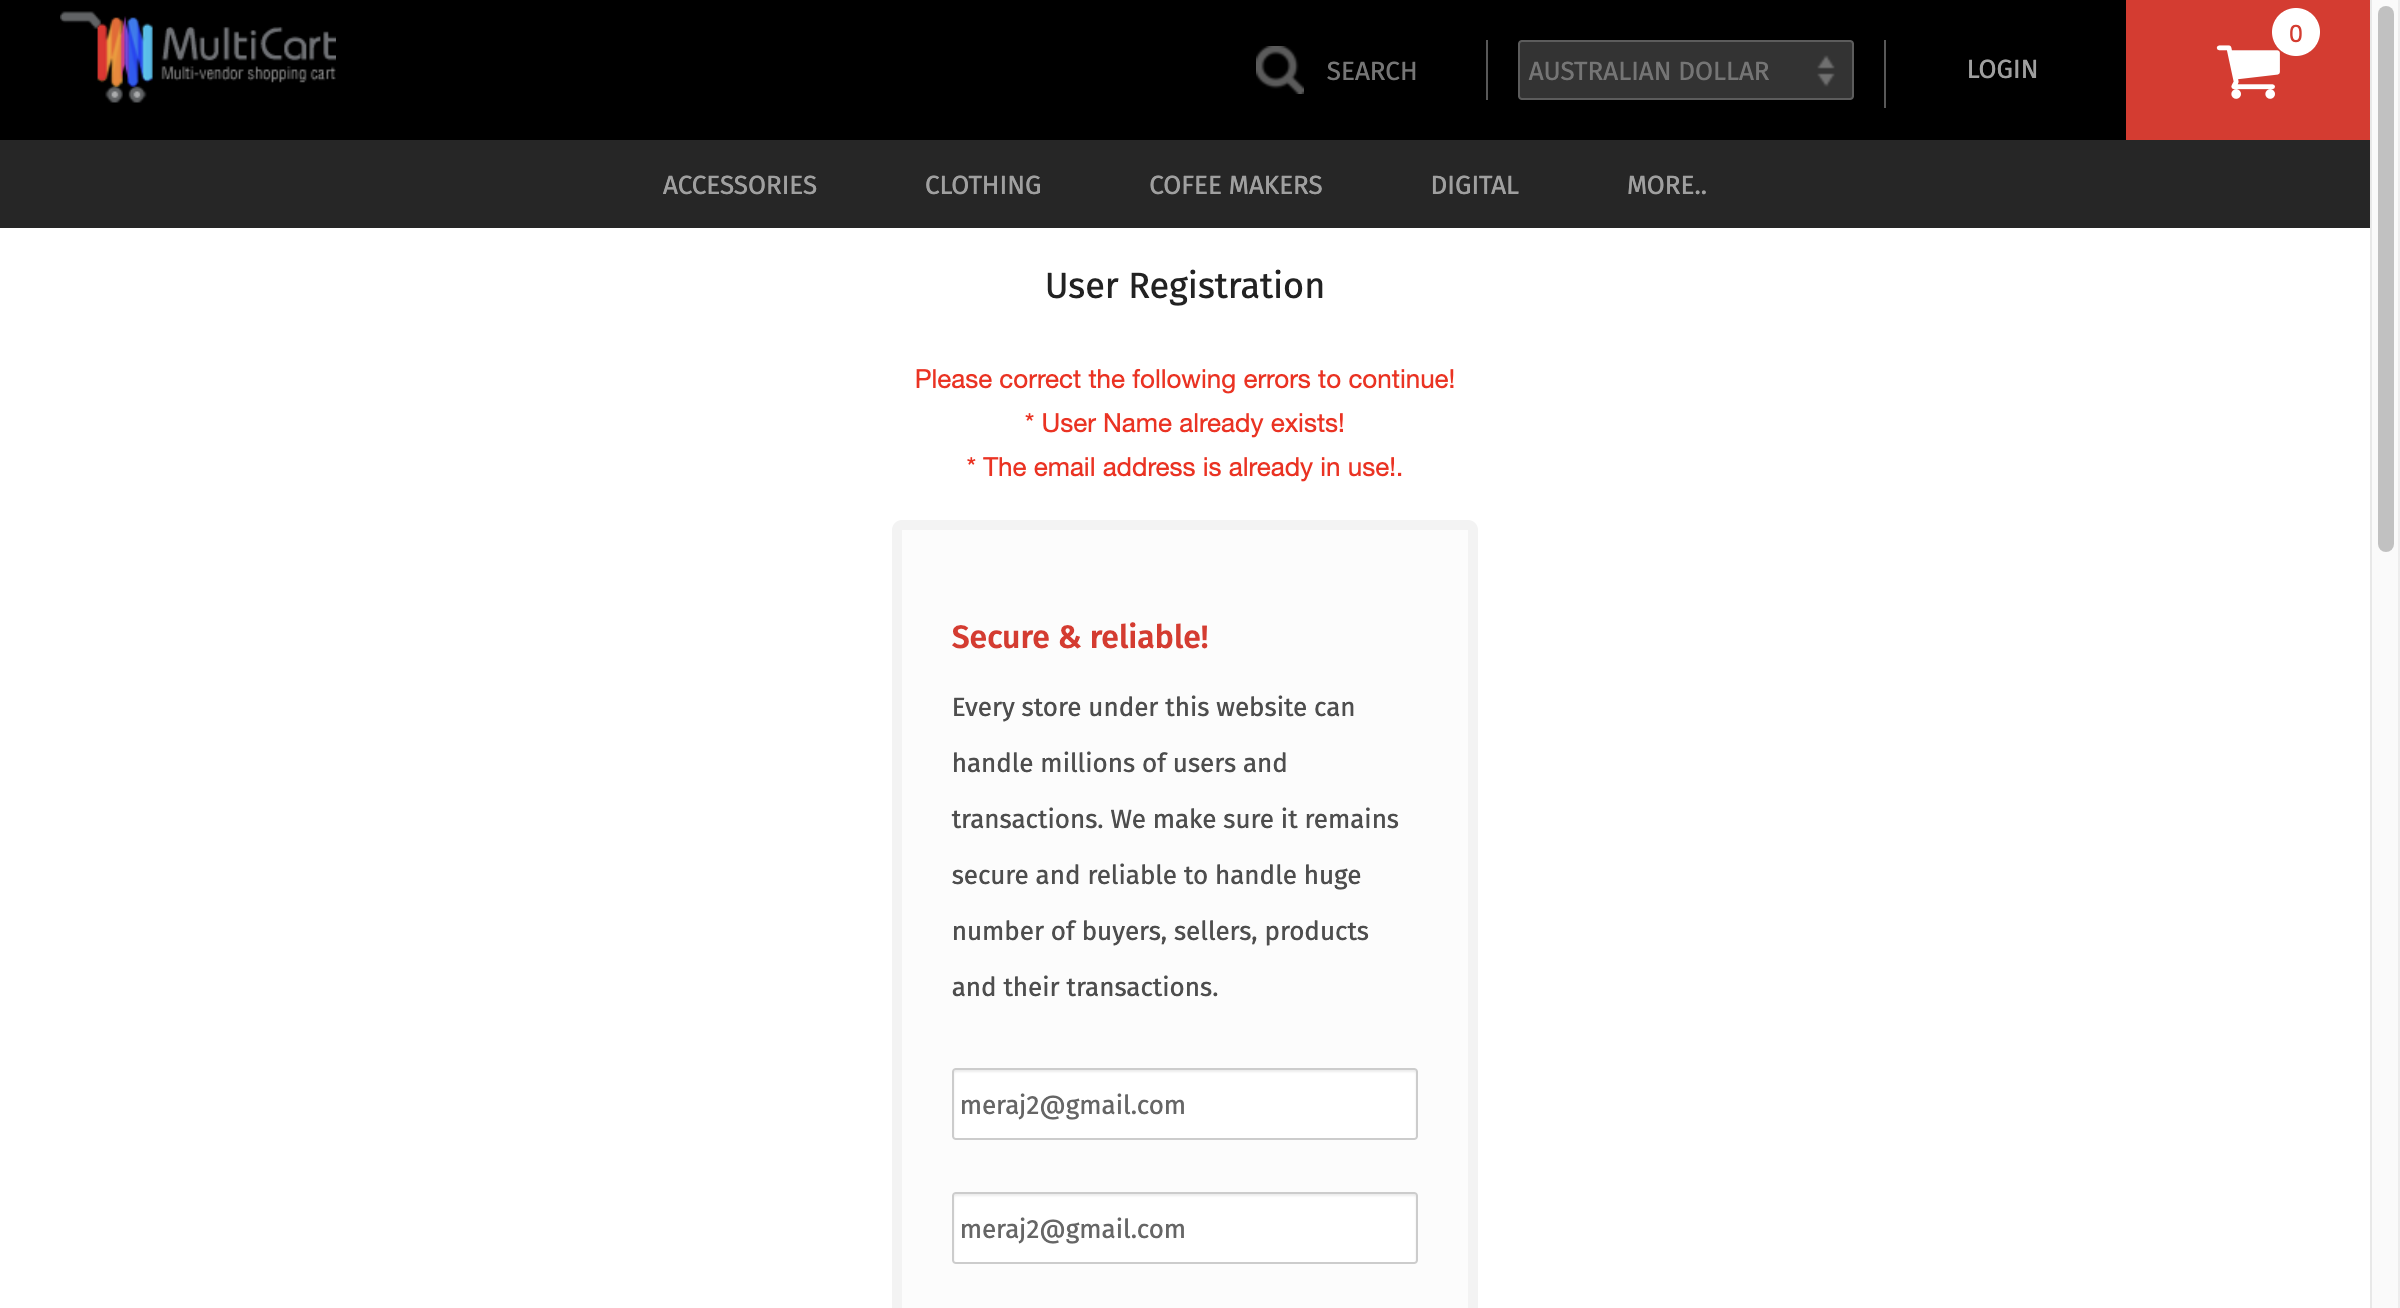 MultiCart
Multi-vendor shopping cart
SEARCH
AUSTRALIAN DOLLAR
LOGIN
0
ACCESSORIES
CLOTHING
COFEE MAKERS
DIGITAL
MORE..
User Registration
Please correct the following errors to continue!
* User Name already exists!
* The email address is already in use!.
Secure & reliable!
Every store under this website can
handle millions of users and
transactions. We make sure it remains
secure and reliable to handle huge
number of buyers, sellers, products
and their transactions.
meraj2@gmail.com
meraj2@gmail.com